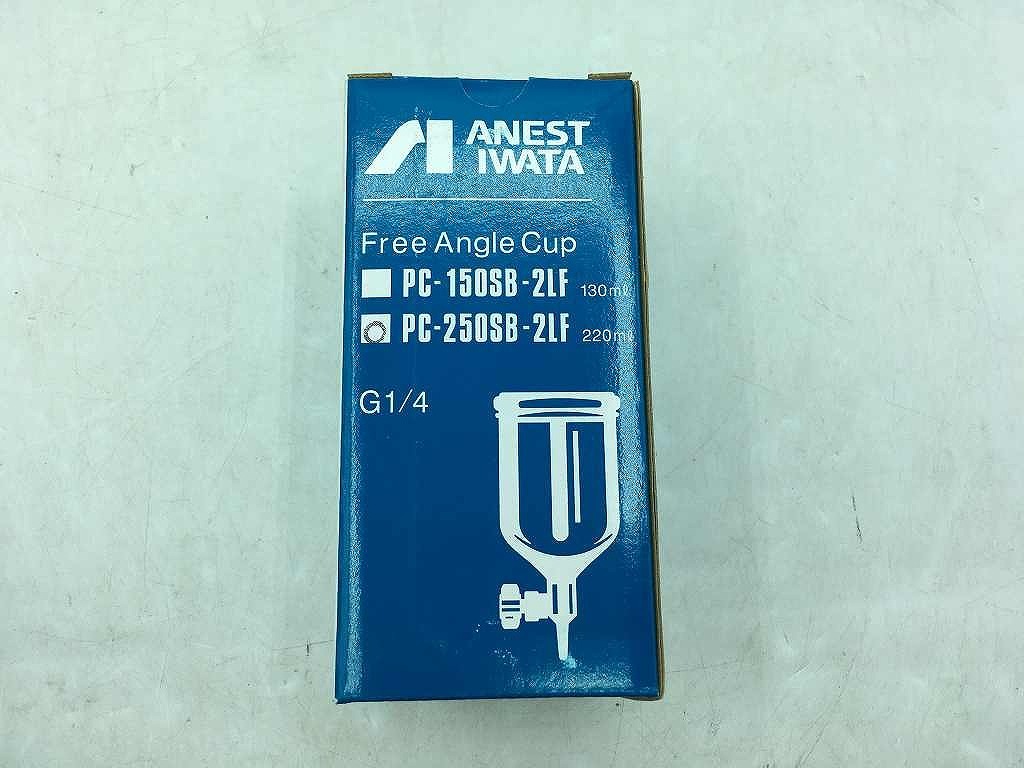 ANEST
IWATA
Free Angle Cup
PC-150SB-2LF 130mℓ
PC-250SB-2LF 220mℓ
G1/4